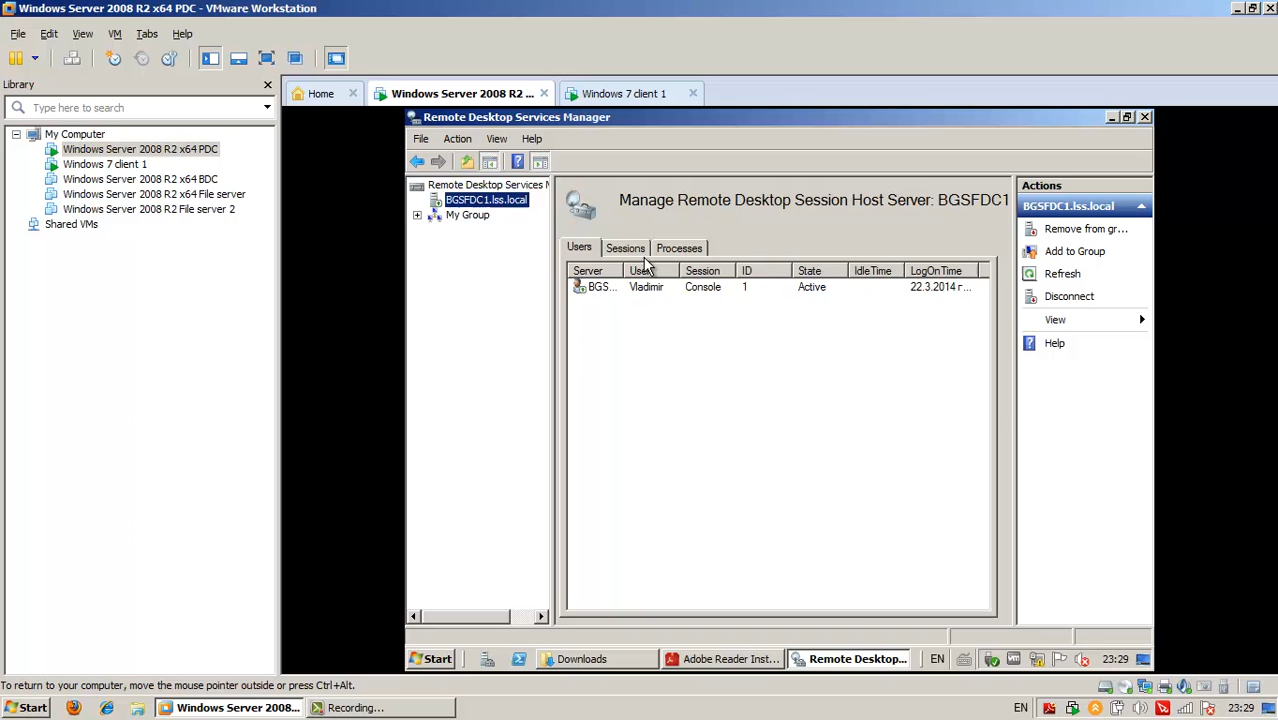 Windows Server 2008 R2 x64 PDC - VMware Workstation
File Edit View VM Tabs Help
Library
Type here to search
Home
Windows Server 2008 R2 ...
Windows 7 client 1
My Computer
Windows Server 2008 R2 x64 PDC
Windows 7 client 1
Windows Server 2008 R2 x64 BDC
Windows Server 2008 R2 x64 File server
Windows Server 2008 R2 File server 2
Shared VMs
Remote Desktop Services Manager
File Action View Help
Remote Desktop Services M
BGSFDC1.lss.local
My Group
Manage Remote Desktop Session Host Server: BGSFDC1
Users Sessions Processes
Server User Session ID State IdleTime LogOnTime
BGS... Vladimir Console 1 Active 22.3.2014 г...
Actions
BGSFDC1.lss.local
Remove from gr...
Add to Group
Refresh
Disconnect
View
Help
Start Downloads Adobe Reader Inst... Remote Desktop... EN 23:29
To return to your computer, move the mouse pointer outside or press Ctrl+Alt.
Start Windows Server 2008... Recording... EN 23:29